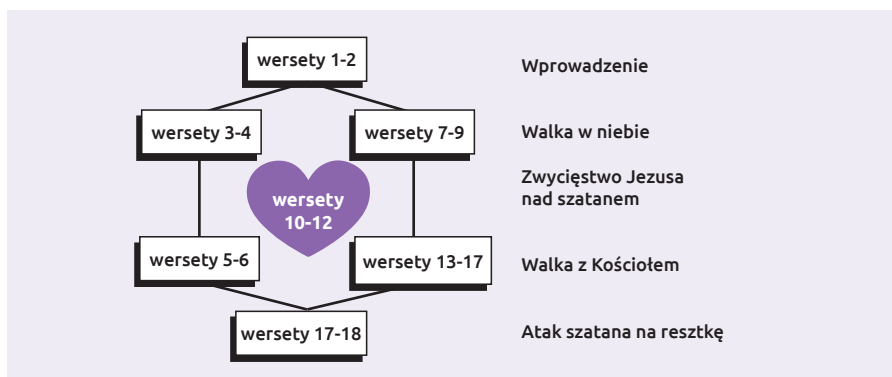 wersety 1-2
Wprowadzenie
wersety 3-4
wersety 7-9
Walka w niebie
wersety
10-12
Zwycięstwo Jezusa
nad szatanem
wersety 5-6
wersety 13-17
Walka z Kościołem
wersety 17-18
Atak szatana na resztkę